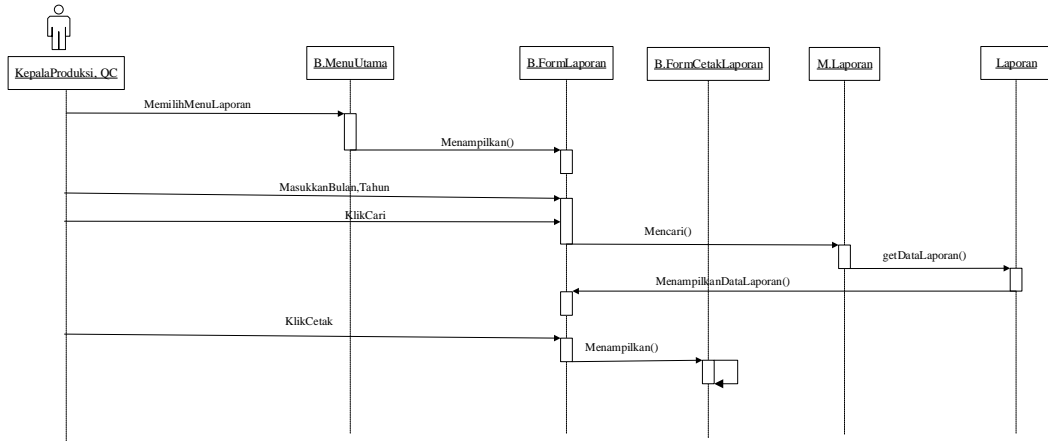 KepalaProduksi, QC
B.MenuUtama
B.FormLaporan
B.FormCetakLaporan
M.Laporan
Laporan
MemilihMenuLaporan
Menampilkan()
MasukkanBulan,Tahun
KlikCari
Mencari()
getDataLaporan()
MenampilkanDataLaporan()
KlikCetak
Menampilkan()